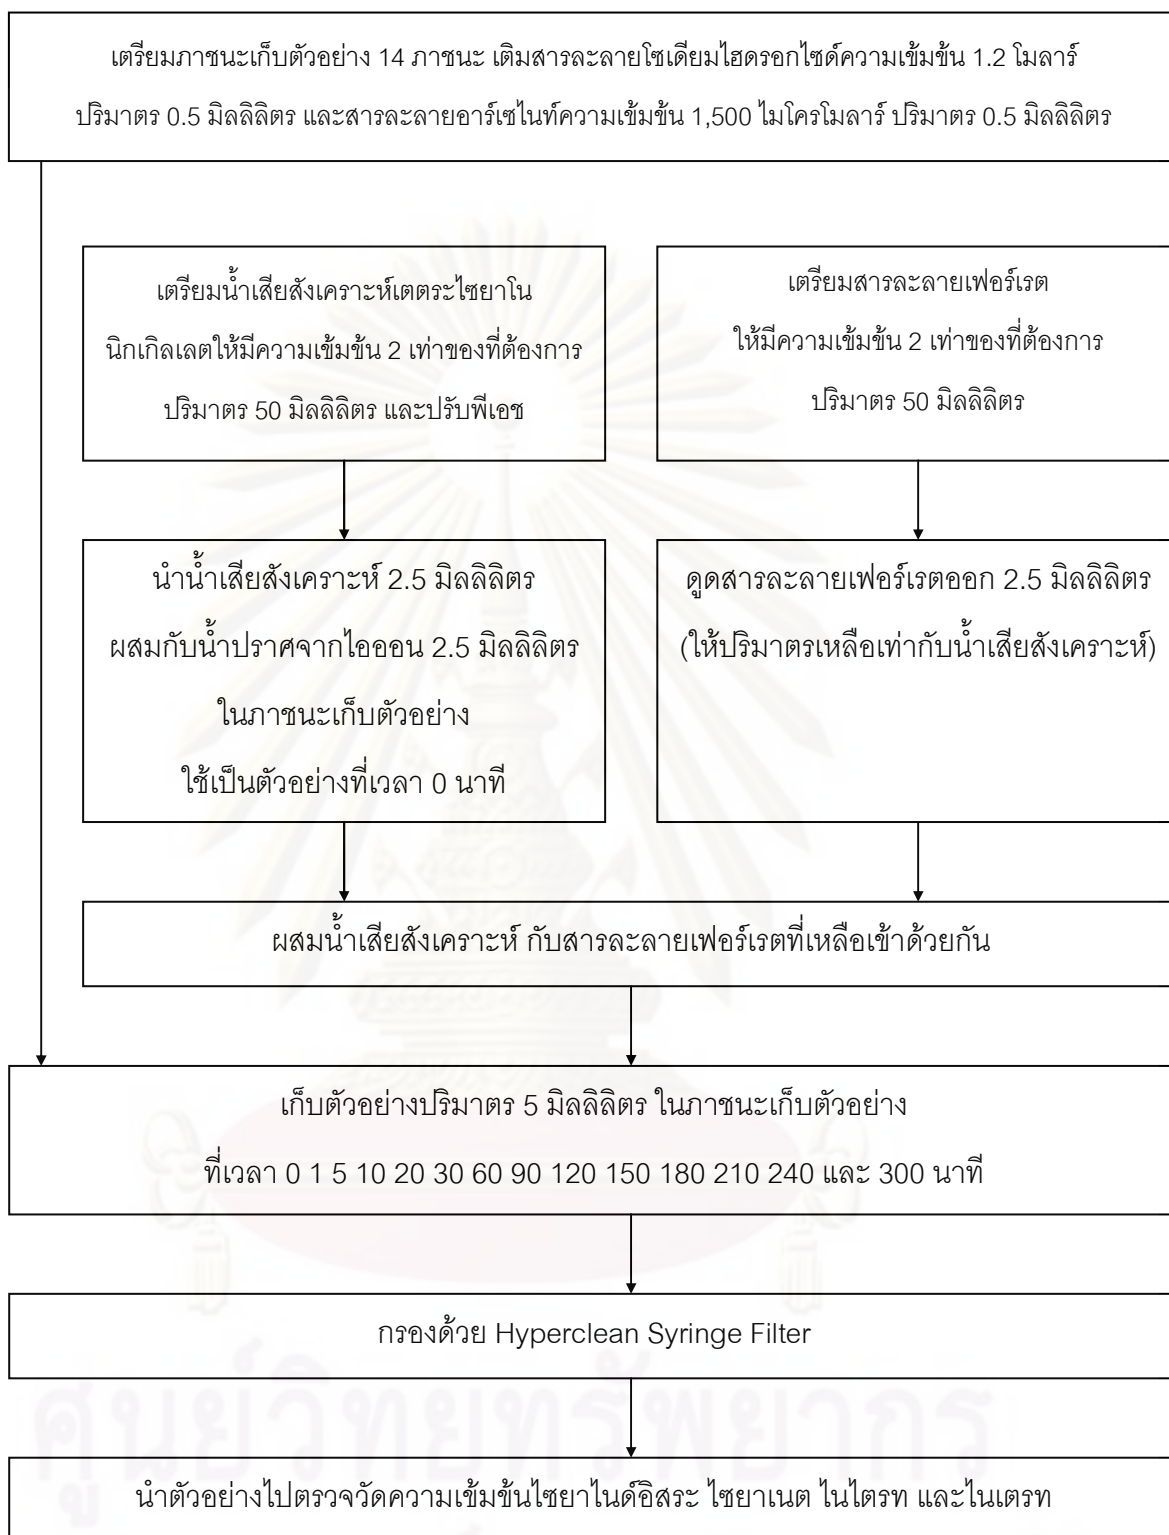 เตรียมภาชนะเก็บตัวอย่าง 14 ภาชนะ เติมสารละลายโซเดียมไฮดรอกไซด์ความเข้มข้น 1.2 โมลาร์
ปริมาตร 0.5 มิลลิลิตร และสารละลายอาร์เซไนท์ความเข้มข้น 1,500 ไมโครโมลาร์ ปริมาตร 0.5 มิลลิลิตร
เตรียมน้ำเสียสังเคราะห์เตตระไซยาโน
นิกเกิลเลตให้มีความเข้มข้น 2 เท่าของที่ต้องการ
ปริมาตร 50 มิลลิลิตร และปรับพีเอช
เตรียมสารละลายเฟอร์เรต
ให้มีความเข้มข้น 2 เท่าของที่ต้องการ
ปริมาตร 50 มิลลิลิตร
นำน้ำเสียสังเคราะห์ 2.5 มิลลิลิตร
ผสมกับน้ำปราศจากไอออน 2.5 มิลลิลิตร
ในภาชนะเก็บตัวอย่าง
ใช้เป็นตัวอย่างที่เวลา 0 นาที
ดูดสารละลายเฟอร์เรตออก 2.5 มิลลิลิตร
(ให้ปริมาตรเหลือเท่ากับน้ำเสียสังเคราะห์)
ผสมน้ำเสียสังเคราะห์ กับสารละลายเฟอร์เรตที่เหลือเข้าด้วยกัน
เก็บตัวอย่างปริมาตร 5 มิลลิลิตร ในภาชนะเก็บตัวอย่าง
ที่เวลา 0 1 5 10 20 30 60 90 120 150 180 210 240 และ 300 นาที
กรองด้วย Hyperclean Syringe Filter
ศูนย์วิทยทรัพยากร
นำตัวอย่างไปตรวจวัดความเข้มข้นไซยาไนด์อิสระ ไซยาเนต ไนไตรท และไนเตรท